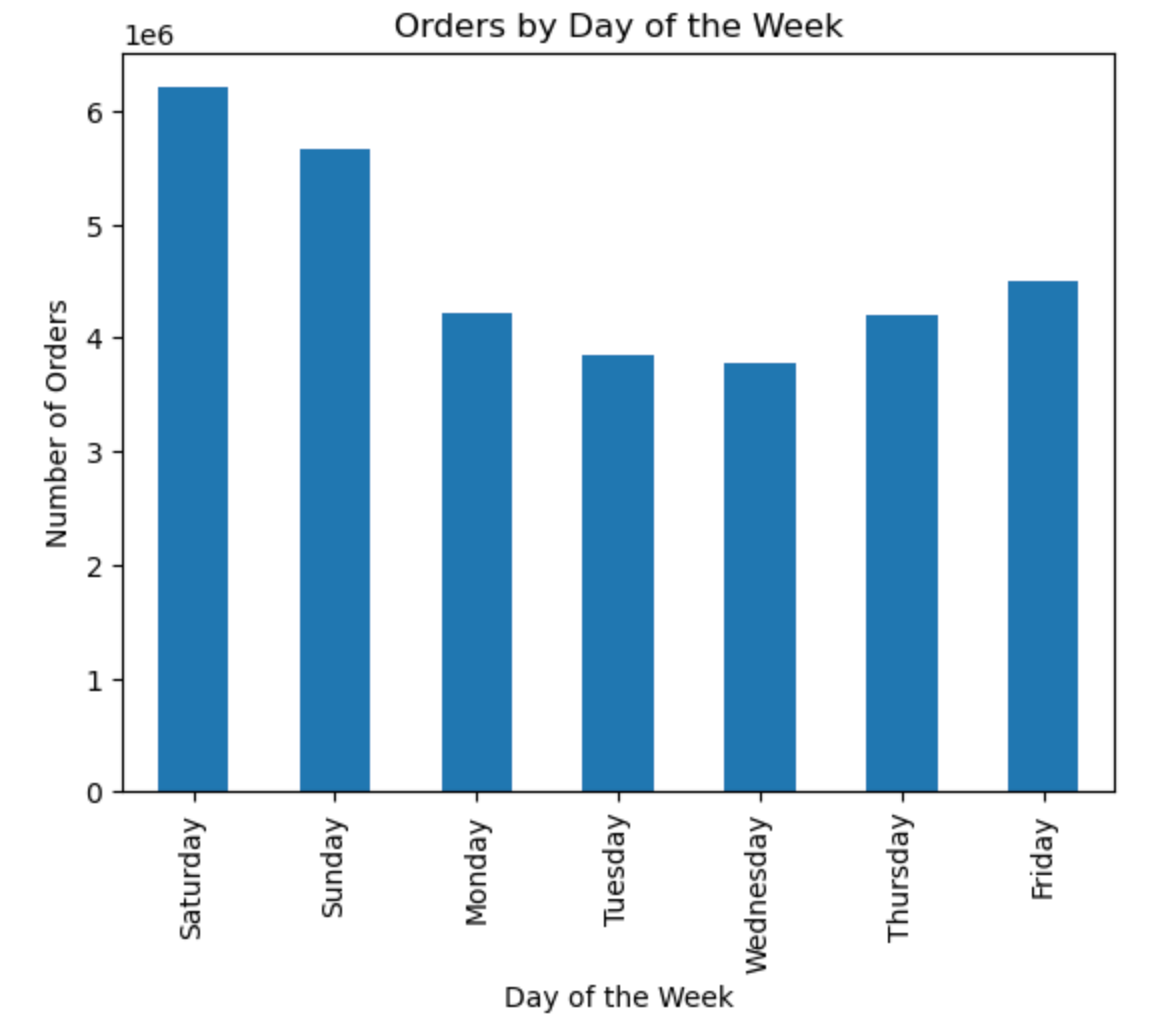 Orders by Day of the Week
1e6
6
5
4
3
2
1
0
Number of Orders
Saturday
Sunday
Monday
Tuesday
Wednesday
Thursday
Friday
Day of the Week